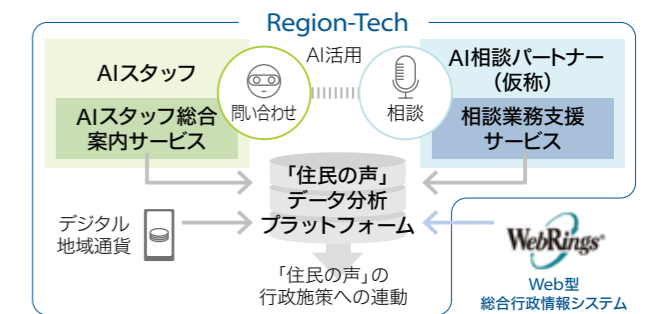 Region-Tech
AIスタッフ
AIスタッフ総合
案内サービス
問い合わせ
AI活用
相談
AI相談パートナー
（仮称）
相談業務支援
サービス
「住民の声」
データ分析
プラットフォーム
デジタル
地域通貨
「住民の声」の
行政施策への連動
WebRings®
Web型
総合行政情報システム